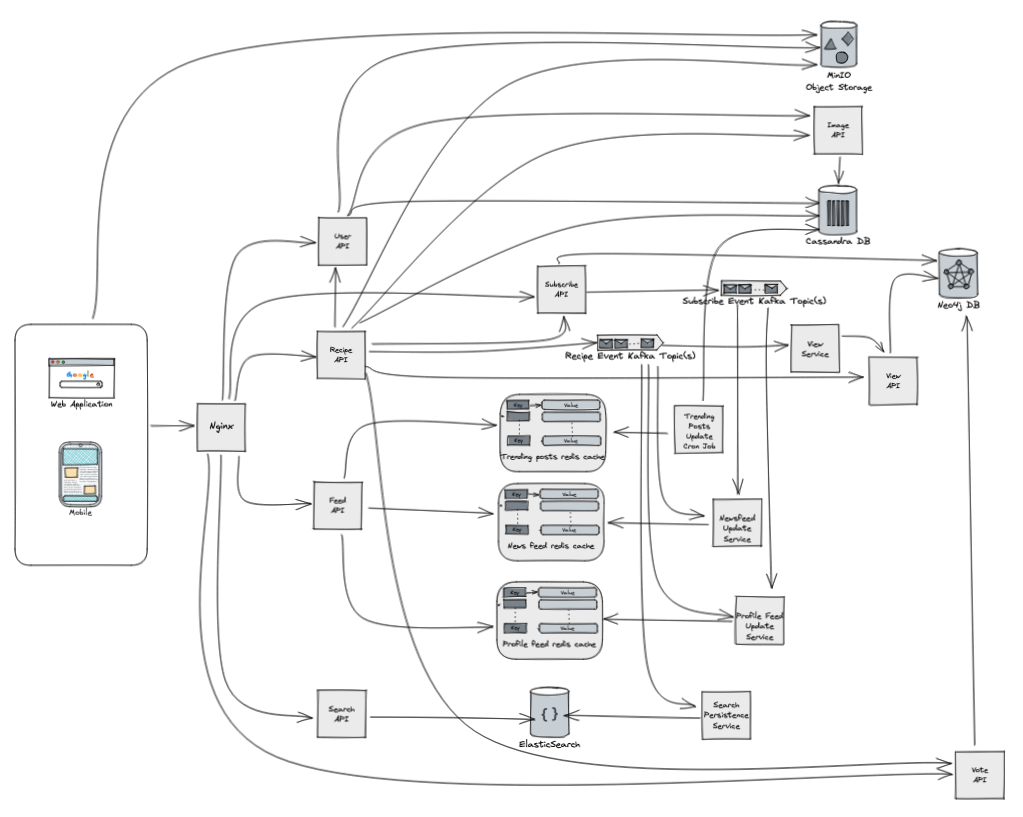 MinIO
Object Storage
Image
API
Cassandra DB
User
API
Subscribe
API
Subscribe Event Kafka Topic(s)
Neo4j DB
Recipe
API
Recipe Event Kafka Topic(s)
View
Service
View
API
Google
Web Application
Mobile
Nginx
Key
Value
Key
Value
Trending posts redis cache
Trending
Posts
Update
Cron Job
Feed
API
Key
Value
Key
Value
News feed redis cache
Newsfeed
Update
Service
Key
Value
Key
Value
Profile feed redis cache
Profile Feed
Update
Service
Search
API
{ }
ElasticSearch
Search
Persistence
Service
Vote
API